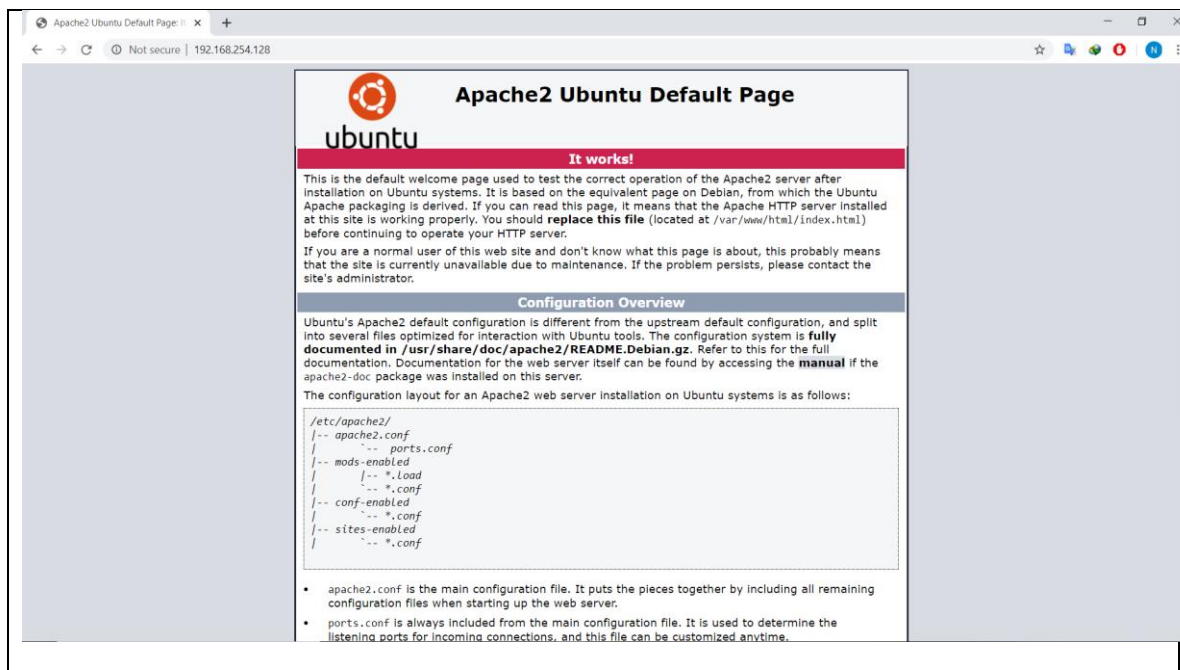 Apache2 Ubuntu Default Page: I
Not secure | 192.168.254.128
N
ubuntu
Apache2 Ubuntu Default Page
It works!
This is the default welcome page used to test the correct operation of the Apache2 server after
installation on Ubuntu systems. It is based on the equivalent page on Debian, from which the Ubuntu
Apache packaging is derived. If you can read this page, it means that the Apache HTTP server installed
at this site is working properly. You should replace this file (located at /var/www/html/index.html)
before continuing to operate your HTTP server.
If you are a normal user of this web site and don't know what this page is about, this probably means
that the site is currently unavailable due to maintenance. If the problem persists, please contact the
site's administrator.
Configuration Overview
Ubuntu's Apache2 default configuration is different from the upstream default configuration, and split
into several files optimized for interaction with Ubuntu tools. The configuration system is fully
documented in /usr/share/doc/apache2/README.Debian.gz. Refer to this for the full
documentation. Documentation for the web server itself can be found by accessing the manual if the
apache2-doc package was installed on this server.
The configuration layout for an Apache2 web server installation on Ubuntu systems is as follows:
/etc/apache2/
|-- apache2.conf
|       `--  ports.conf
|-- mods-enabled
|       |-- *.load
|       `-- *.conf
|-- conf-enabled
|       `-- *.conf
|-- sites-enabled
|       `-- *.conf
• apache2.conf is the main configuration file. It puts the pieces together by including all remaining
configuration files when starting up the web server.
• ports.conf is always included from the main configuration file. It is used to determine the
listening ports for incoming connections, and this file can be customized anytime.